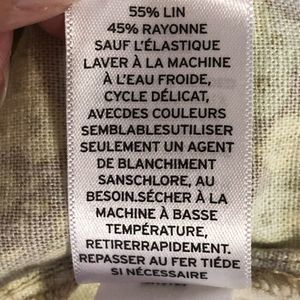 55% LIN
45% RAYONNE
SAUF L'ÉLASTIQUE
LAVER À LA MACHINE
À L'EAU FROIDE,
CYCLE DÉLICAT,
AVECDES COULEURS
SEMBLABLESUTILISER
SEULEMENT UN AGENT
DE BLANCHIMENT
SANSCHLORE, AU
BESOIN.SÉCHER À LA
MACHINE À BASSE
TEMPÉRATURE,
RETIRERRAPIDEMENT.
REPASSER AU FER TIÈDE
SI NÉCESSAIRE